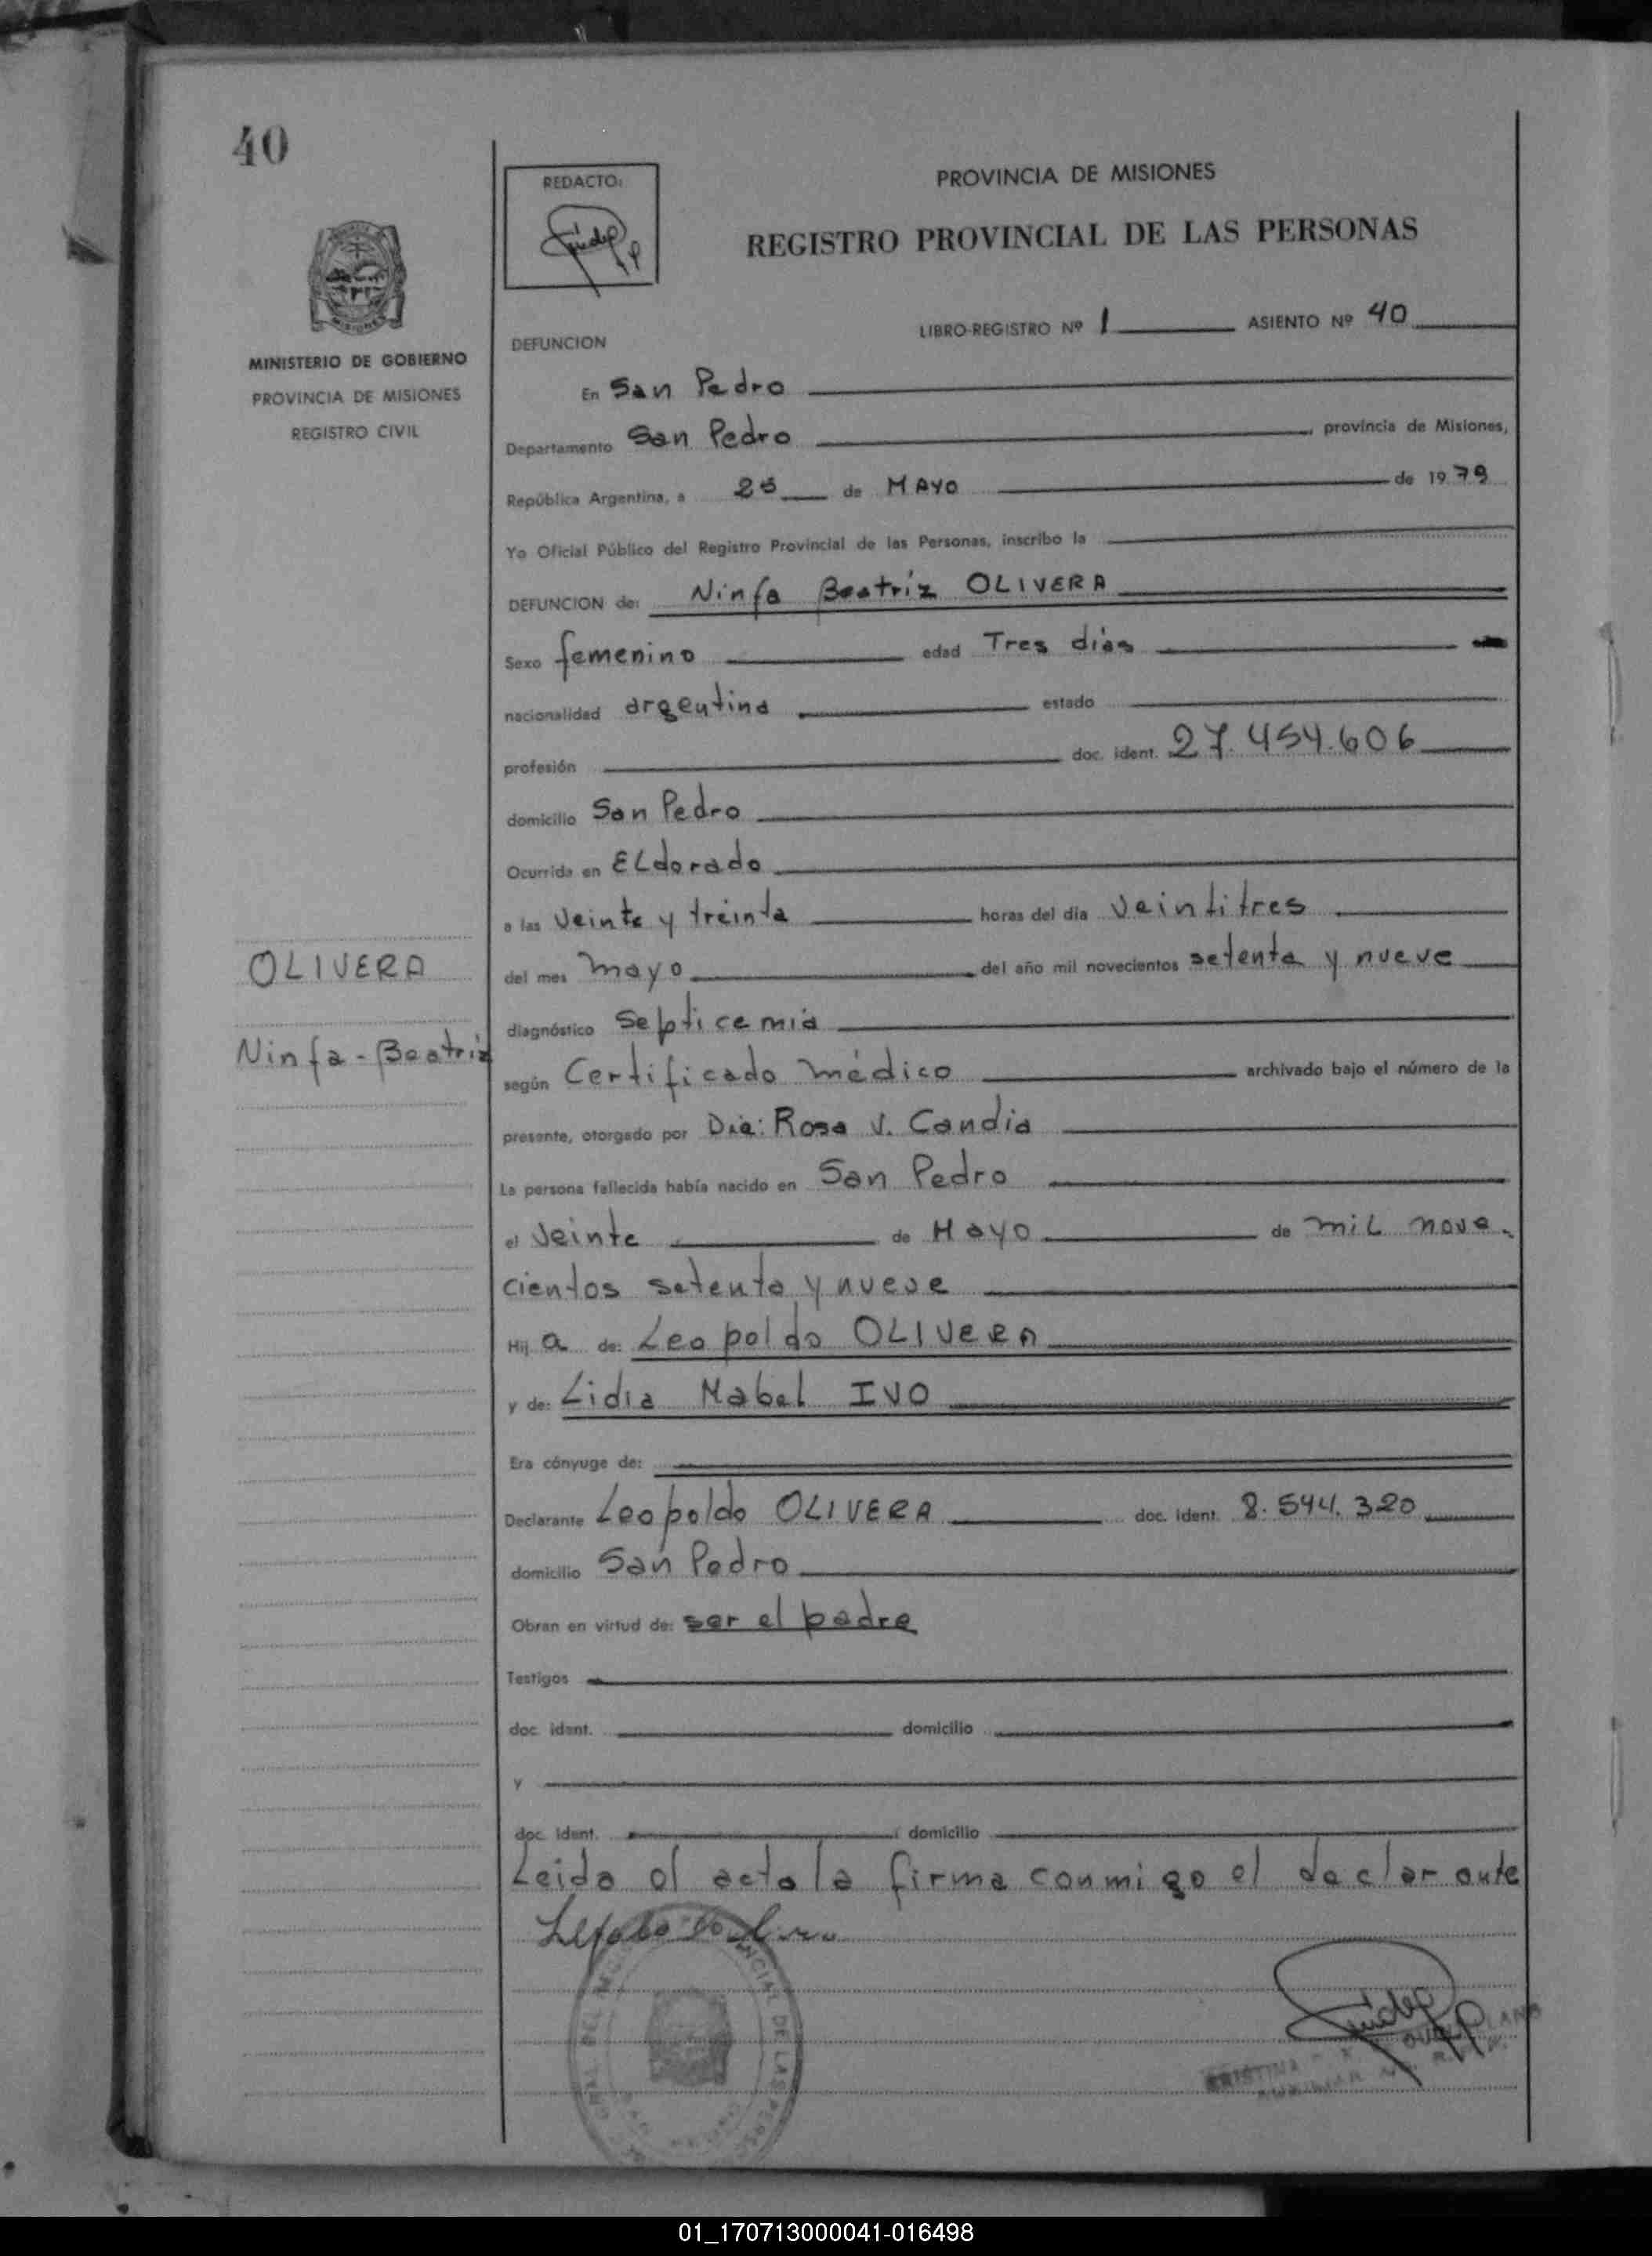 40
REDACTO:
PROVINCIA DE MISIONES
REGISTRO PROVINCIAL DE LAS PERSONAS
MISIONES
MINISTERIO DE GOBIERNO
PROVINCIA DE MISIONES
REGISTRO CIVIL
LIBRO-REGISTRO Nº 1 ASIENTO Nº 40
DEFUNCION
En San Pedro
Departamento San Pedro, provincia de Misiones,
República Argentina, a 25 de MAYO de 1979
Yo Oficial Público del Registro Provincial de las Personas, inscribo la
DEFUNCION de: Ninfa Beatríz OLIVERA
Sexo femenino edad Tres días
nacionalidad argentina estado
profesión doc. ident. 27.454.606
domicilio San Pedro
Ocurrida en ELdorado
a las Veinte y treinta horas del día Veintitres
del mes mayo del año mil novecientos setenta y nueve
OLIVERA
Ninfa-Beatriz
diagnóstico Septicemia
según Certificado médico archivado bajo el número de la
presente, otorgado por Dra: Rosa V. Candia
La persona fallecida había nacido en San Pedro
el Veinte de Mayo de mil nove-
cientos setenta y nueve
Hija de: Leopoldo OLIVERA
y de: Lidia Mabel IVO
Era cónyuge de:
Declarante Leopoldo OLIVERA doc. ident. 8.544.320
domicilio San Pedro
Obran en virtud de: ser el padre
Testigos
doc. ident. domicilio
y
doc. ident. domicilio
Leida el acta la firma conmigo el declarante
01_170713000041-016498